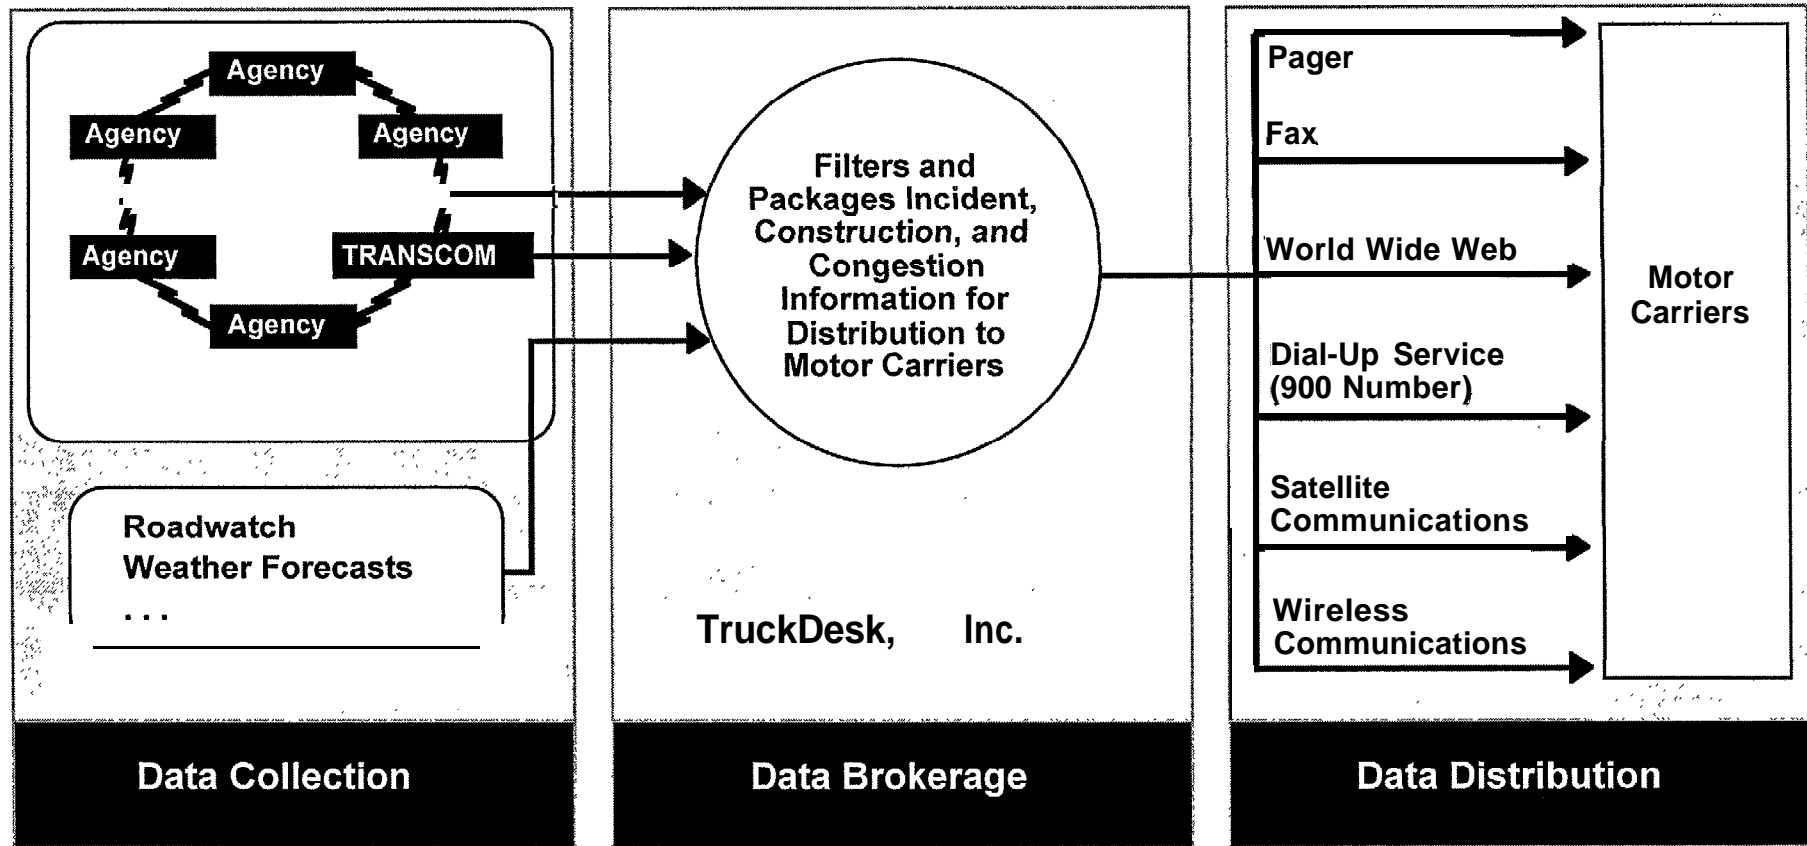 Agency
Agency
Agency
Agency
TRANSCOM
Agency
Roadwatch
Weather Forecasts
. . .
Data Collection
Filters and
Packages Incident,
Construction, and
Congestion
Information for
Distribution to
Motor Carriers
TruckDesk, Inc.
Data Brokerage
Pager
Fax
World Wide Web
Dial-Up Service
(900 Number)
Satellite
Communications
Wireless
Communications
Motor
Carriers
Data Distribution